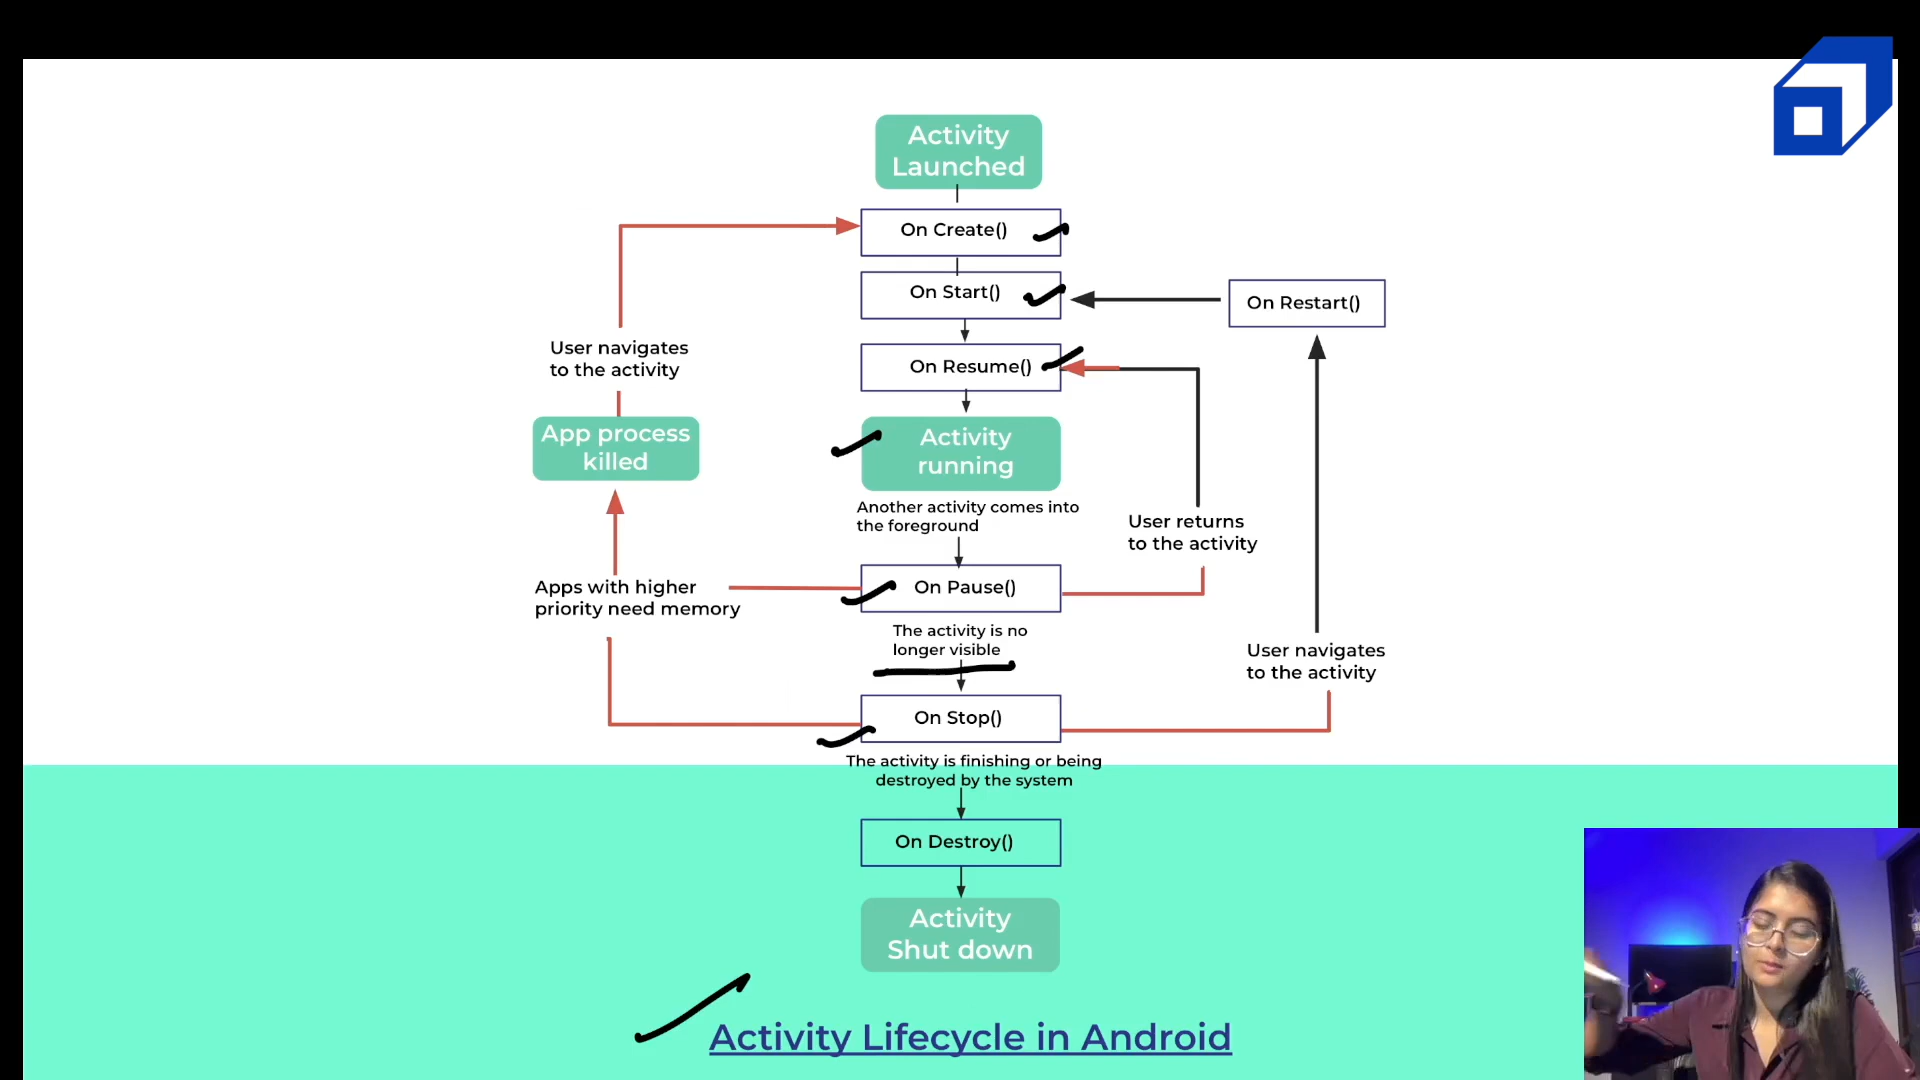 Activity
Launched
On Create()
On Start()
On Restart()
On Resume()
User navigates
to the activity
App process
killed
Activity
running
Another activity comes into
the foreground
User returns
to the activity
Apps with higher
priority need memory
On Pause()
The activity is no
longer visible
User navigates
to the activity
On Stop()
The activity is finishing or being
destroyed by the system
On Destroy()
Activity
Shut down
Activity Lifecycle in Android